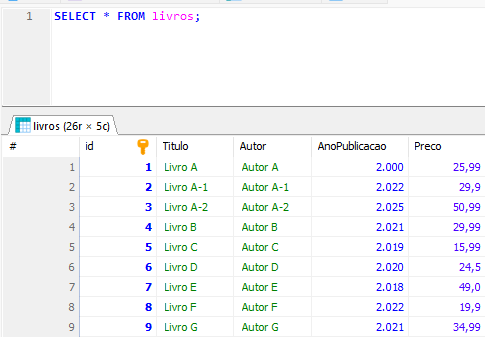 1 SELECT * FROM livros;
livros (26r × 5c)
# id Titulo Autor AnoPublicacao Preco
1 1 Livro A Autor A 2.000 25,99
2 2 Livro A-1 Autor A-1 2.022 29,9
3 3 Livro A-2 Autor A-2 2.025 50,99
4 4 Livro B Autor B 2.021 29,99
5 5 Livro C Autor C 2.019 15,99
6 6 Livro D Autor D 2.020 24,5
7 7 Livro E Autor E 2.018 49,0
8 8 Livro F Autor F 2.022 19,9
9 9 Livro G Autor G 2.021 34,99